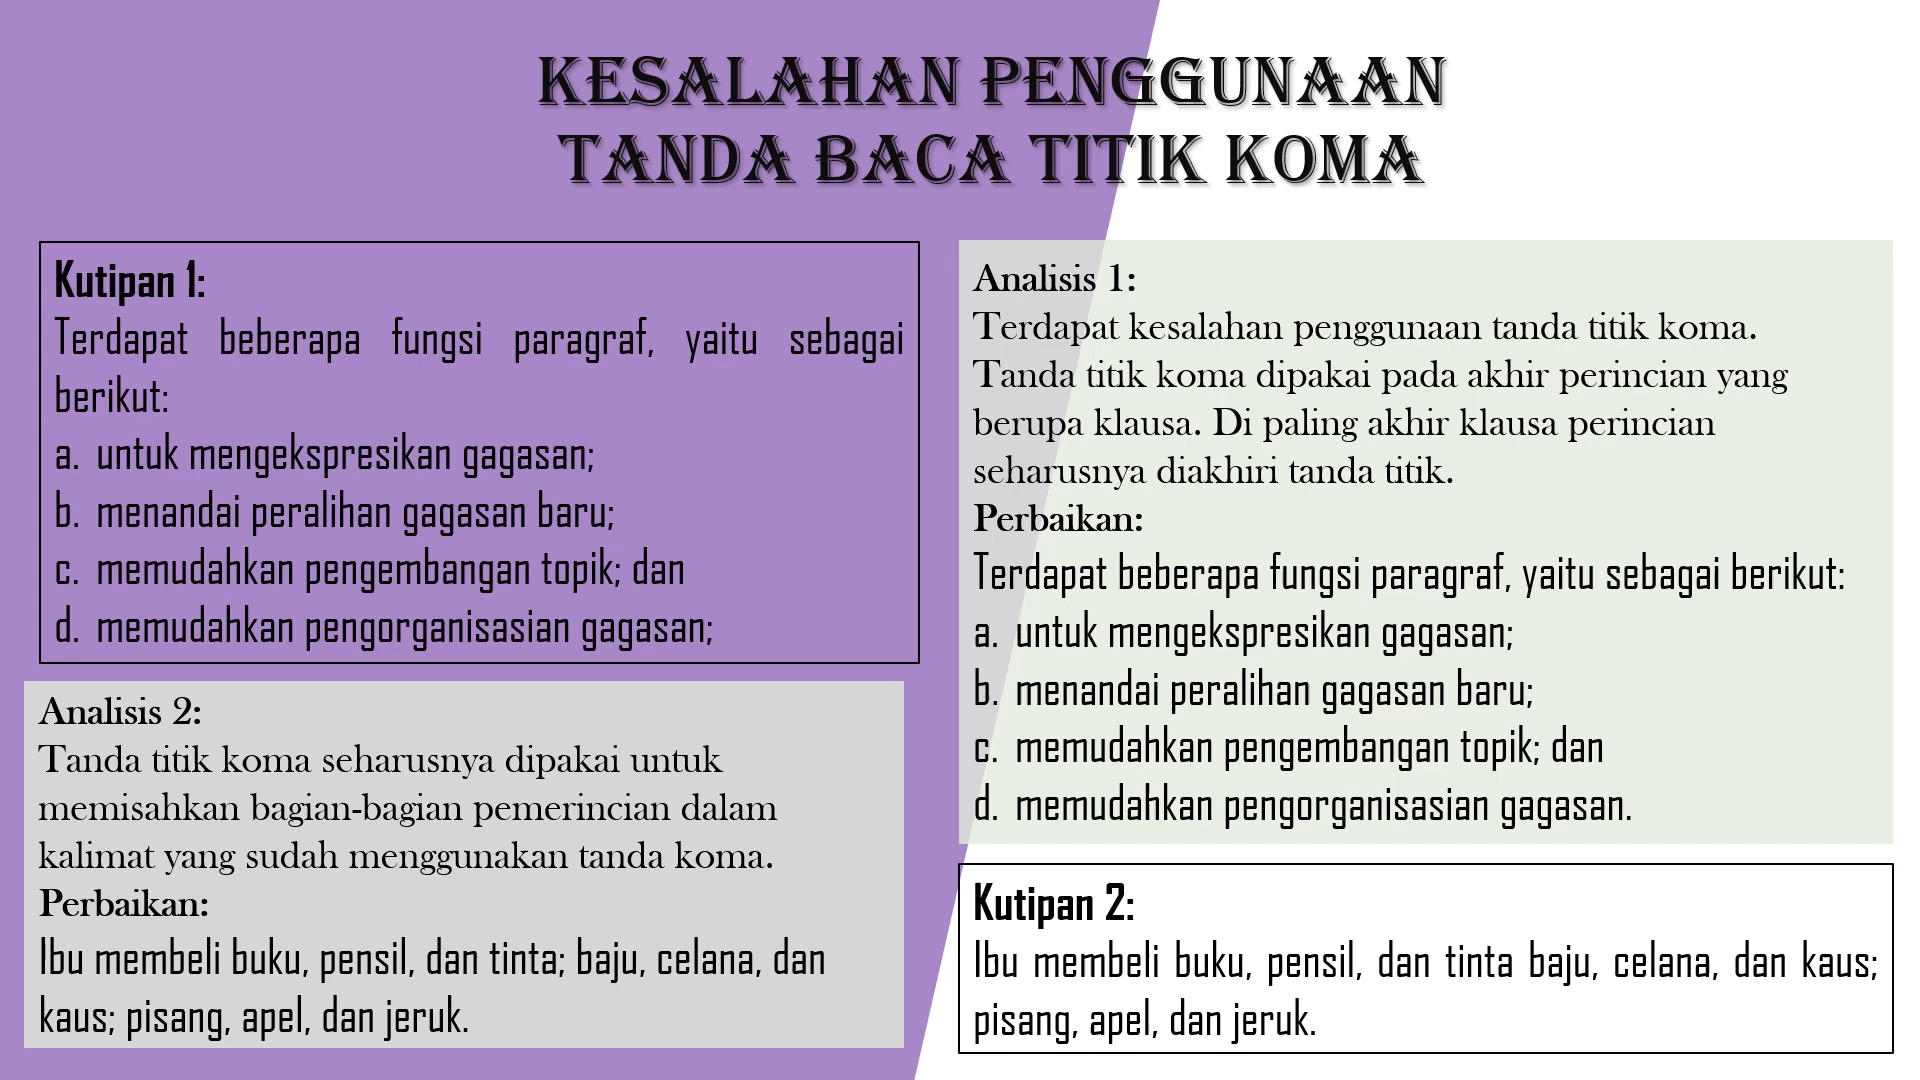 KESALAHAN PENGGUNAAN
TANDA BACA TITIK KOMA
Kutipan 1:
Terdapat beberapa fungsi paragraf, yaitu sebagai
berikut:
a. untuk mengekspresikan gagasan;
b. menandai peralihan gagasan baru;
c. memudahkan pengembangan topik; dan
d. memudahkan pengorganisasian gagasan;
Analisis 1:
Terdapat kesalahan penggunaan tanda titik koma.
Tanda titik koma dipakai pada akhir perincian yang
berupa klausa. Di paling akhir klausa perincian
seharusnya diakhiri tanda titik.
Perbaikan:
Terdapat beberapa fungsi paragraf, yaitu sebagai berikut:
a. untuk mengekspresikan gagasan;
b. menandai peralihan gagasan baru;
c. memudahkan pengembangan topik; dan
d. memudahkan pengorganisasian gagasan.
Kutipan 2:
Ibu membeli buku, pensil, dan tinta baju, celana, dan kaus;
pisang, apel, dan jeruk.
Analisis 2:
Tanda titik koma seharusnya dipakai untuk
memisahkan bagian-bagian pemerincian dalam
kalimat yang sudah menggunakan tanda koma.
Perbaikan:
Ibu membeli buku, pensil, dan tinta; baju, celana, dan
kaus; pisang, apel, dan jeruk.